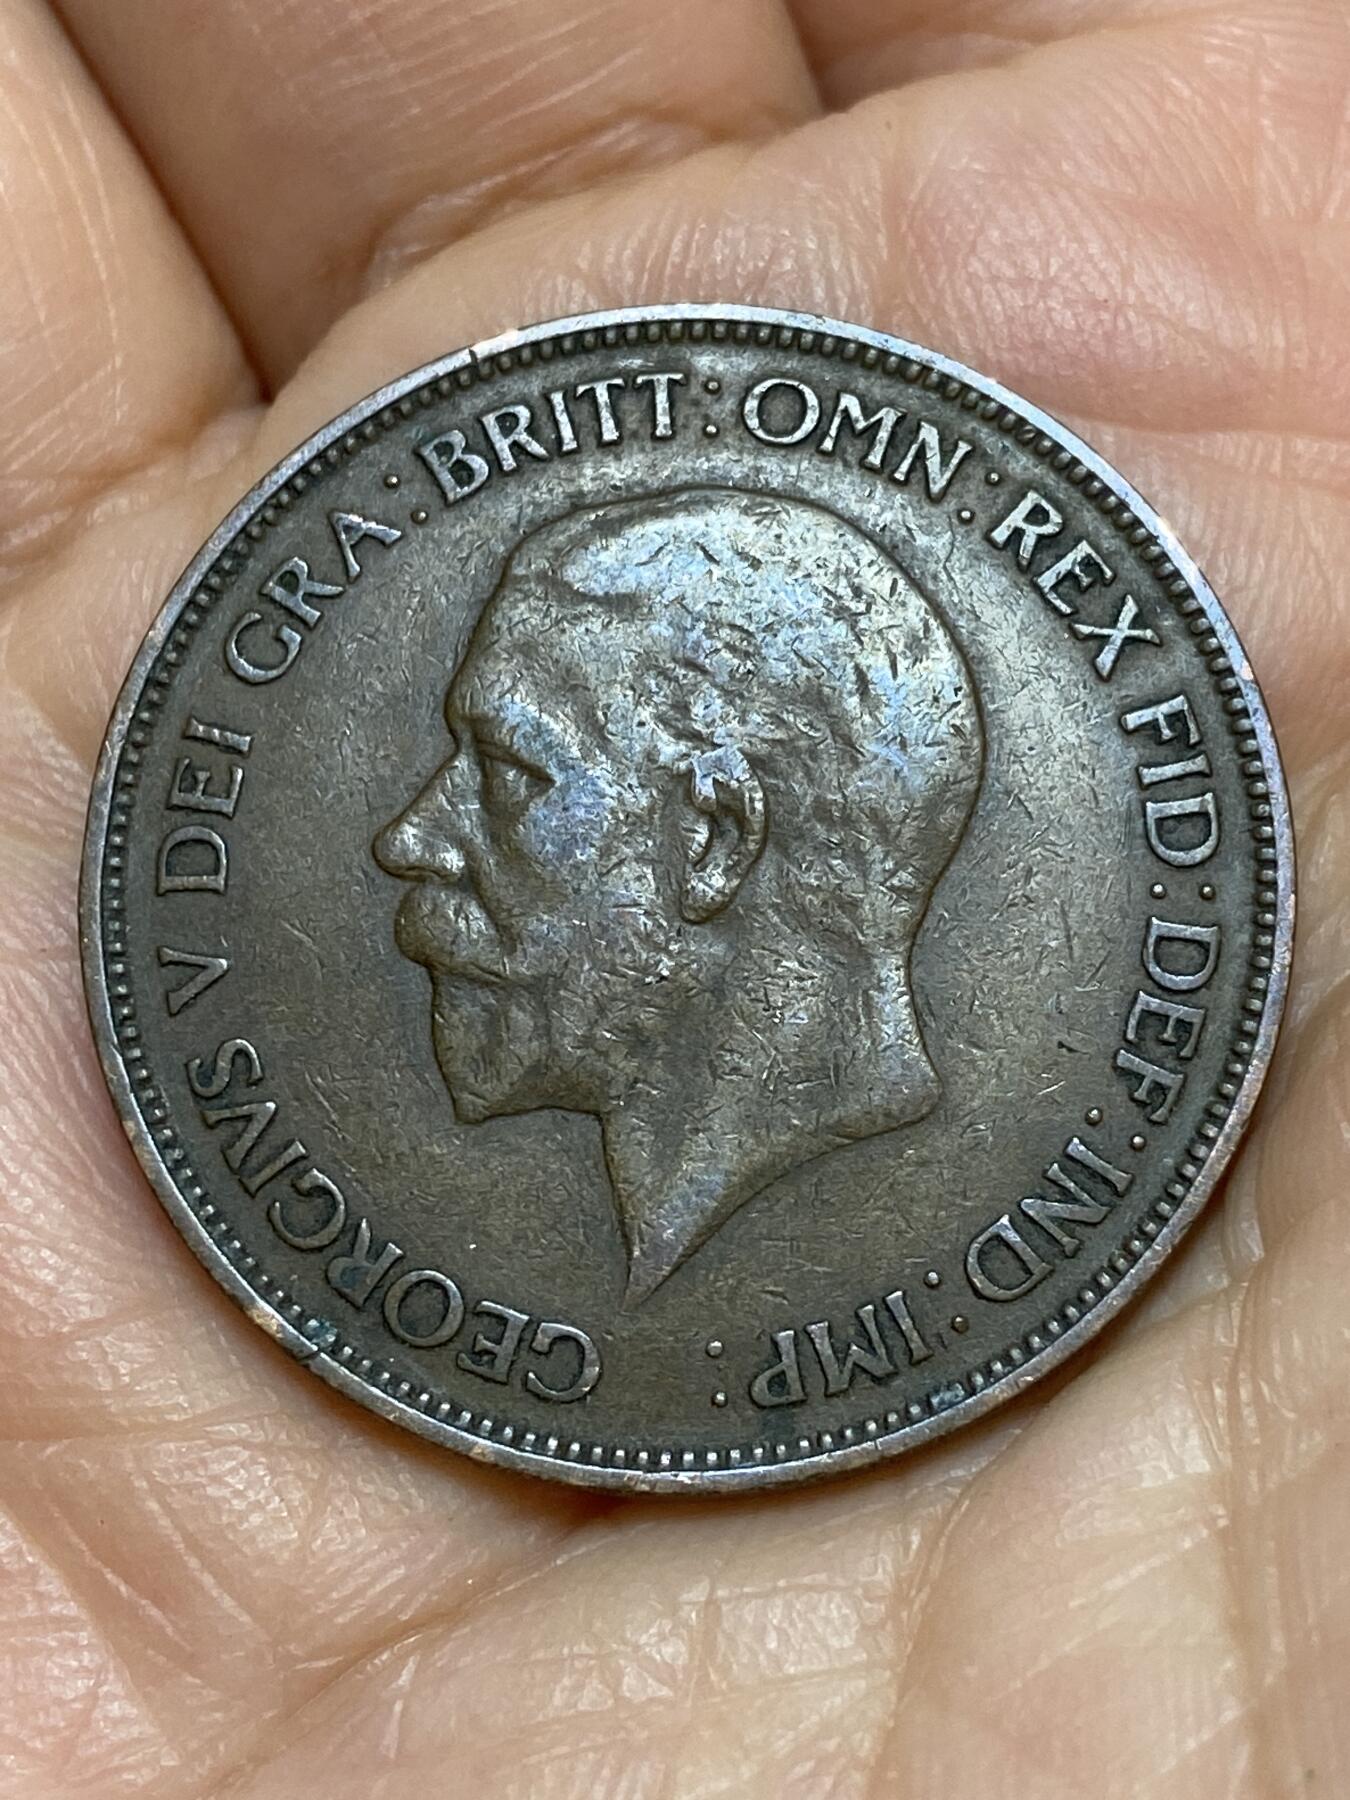 GEORGIVS V DEI GRA: BRITT: OMN: REX FID: DEF: IND: IMP: